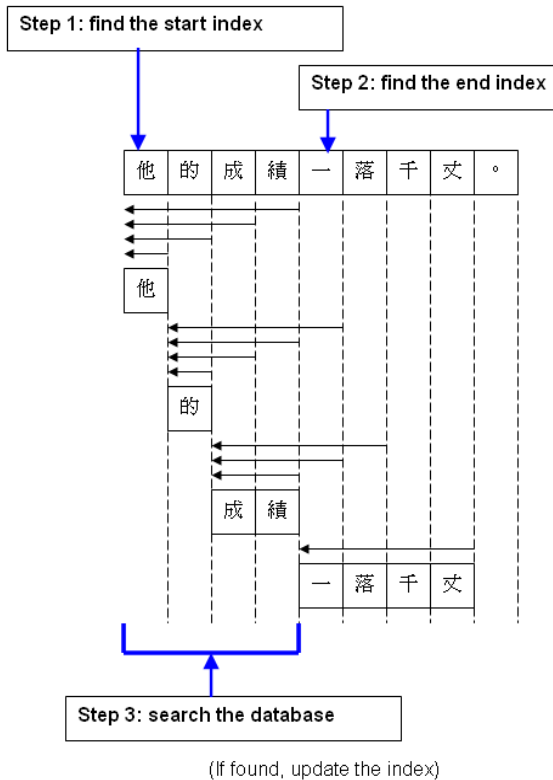 Step 1: find the start index
Step 2: find the end index
他的成績一落千丈。
他
的
成績
一落千丈
Step 3: search the database
(If found, update the index)